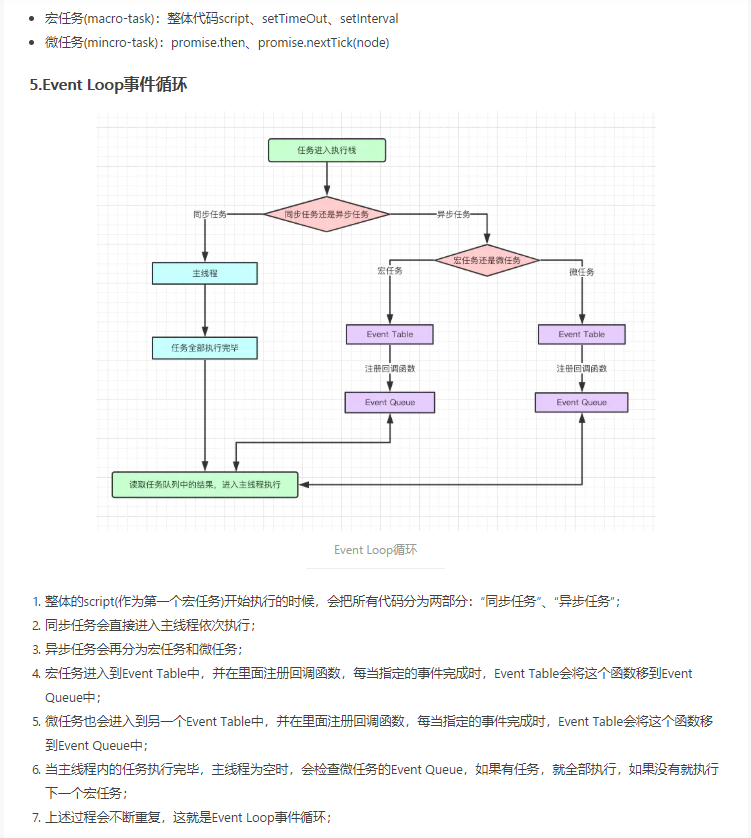 宏任务(macro-task)：整体代码script、setTimeOut、setInterval
微任务(mincro-task)：promise.then、promise.nextTick(node)
5.Event Loop事件循环
任务进入执行栈
同步任务
同步任务还是异步任务
异步任务
宏任务
宏任务还是微任务
微任务
主线程
Event Table
Event Table
任务全部执行完毕
注册回调函数
注册回调函数
Event Queue
Event Queue
读取任务队列中的结果，进入主线程执行
Event Loop循环
1. 整体的script(作为第一个宏任务)开始执行的时候，会把所有代码分为两部分：“同步任务”、“异步任务”；
2. 同步任务会直接进入主线程依次执行；
3. 异步任务会再分为宏任务和微任务；
4. 宏任务进入到Event Table中，并在里面注册回调函数，每当指定的事件完成时，Event Table会将这个函数移到Event
Queue中；
5. 微任务也会进入到另一个Event Table中，并在里面注册回调函数，每当指定的事件完成时，Event Table会将这个函数移
到Event Queue中；
6. 当主线程内的任务执行完毕，主线程为空时，会检查微任务的Event Queue，如果有任务，就全部执行，如果没有就执行
下一个宏任务；
7. 上述过程会不断重复，这就是Event Loop事件循环；